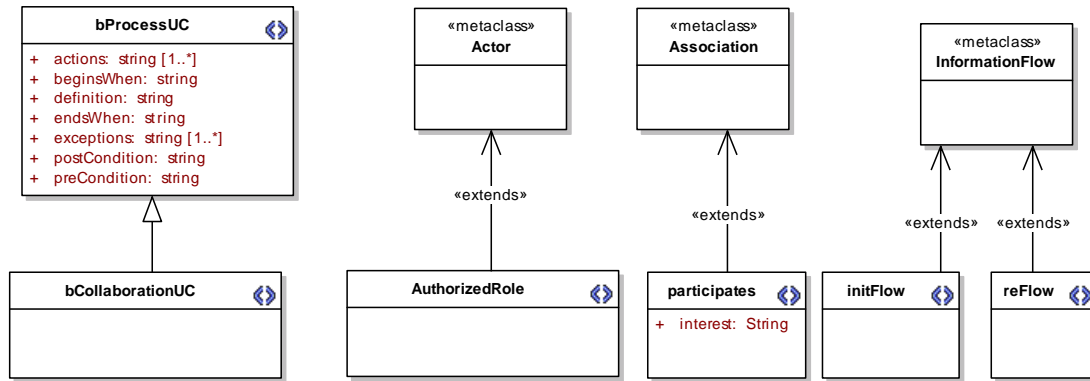 bProcessUC
+ actions: string [1..*]
+ beginsWhen: string
+ definition: string
+ endsWhen: string
+ exceptions: string [1..*]
+ postCondition: string
+ preCondition: string
«metaclass»
Actor
«metaclass»
Association
«metaclass»
InformationFlow
«extends»
«extends»
«extends»
«extends»
bCollaborationUC
AuthorizedRole
participates
+ interest: String
initFlow
reFlow